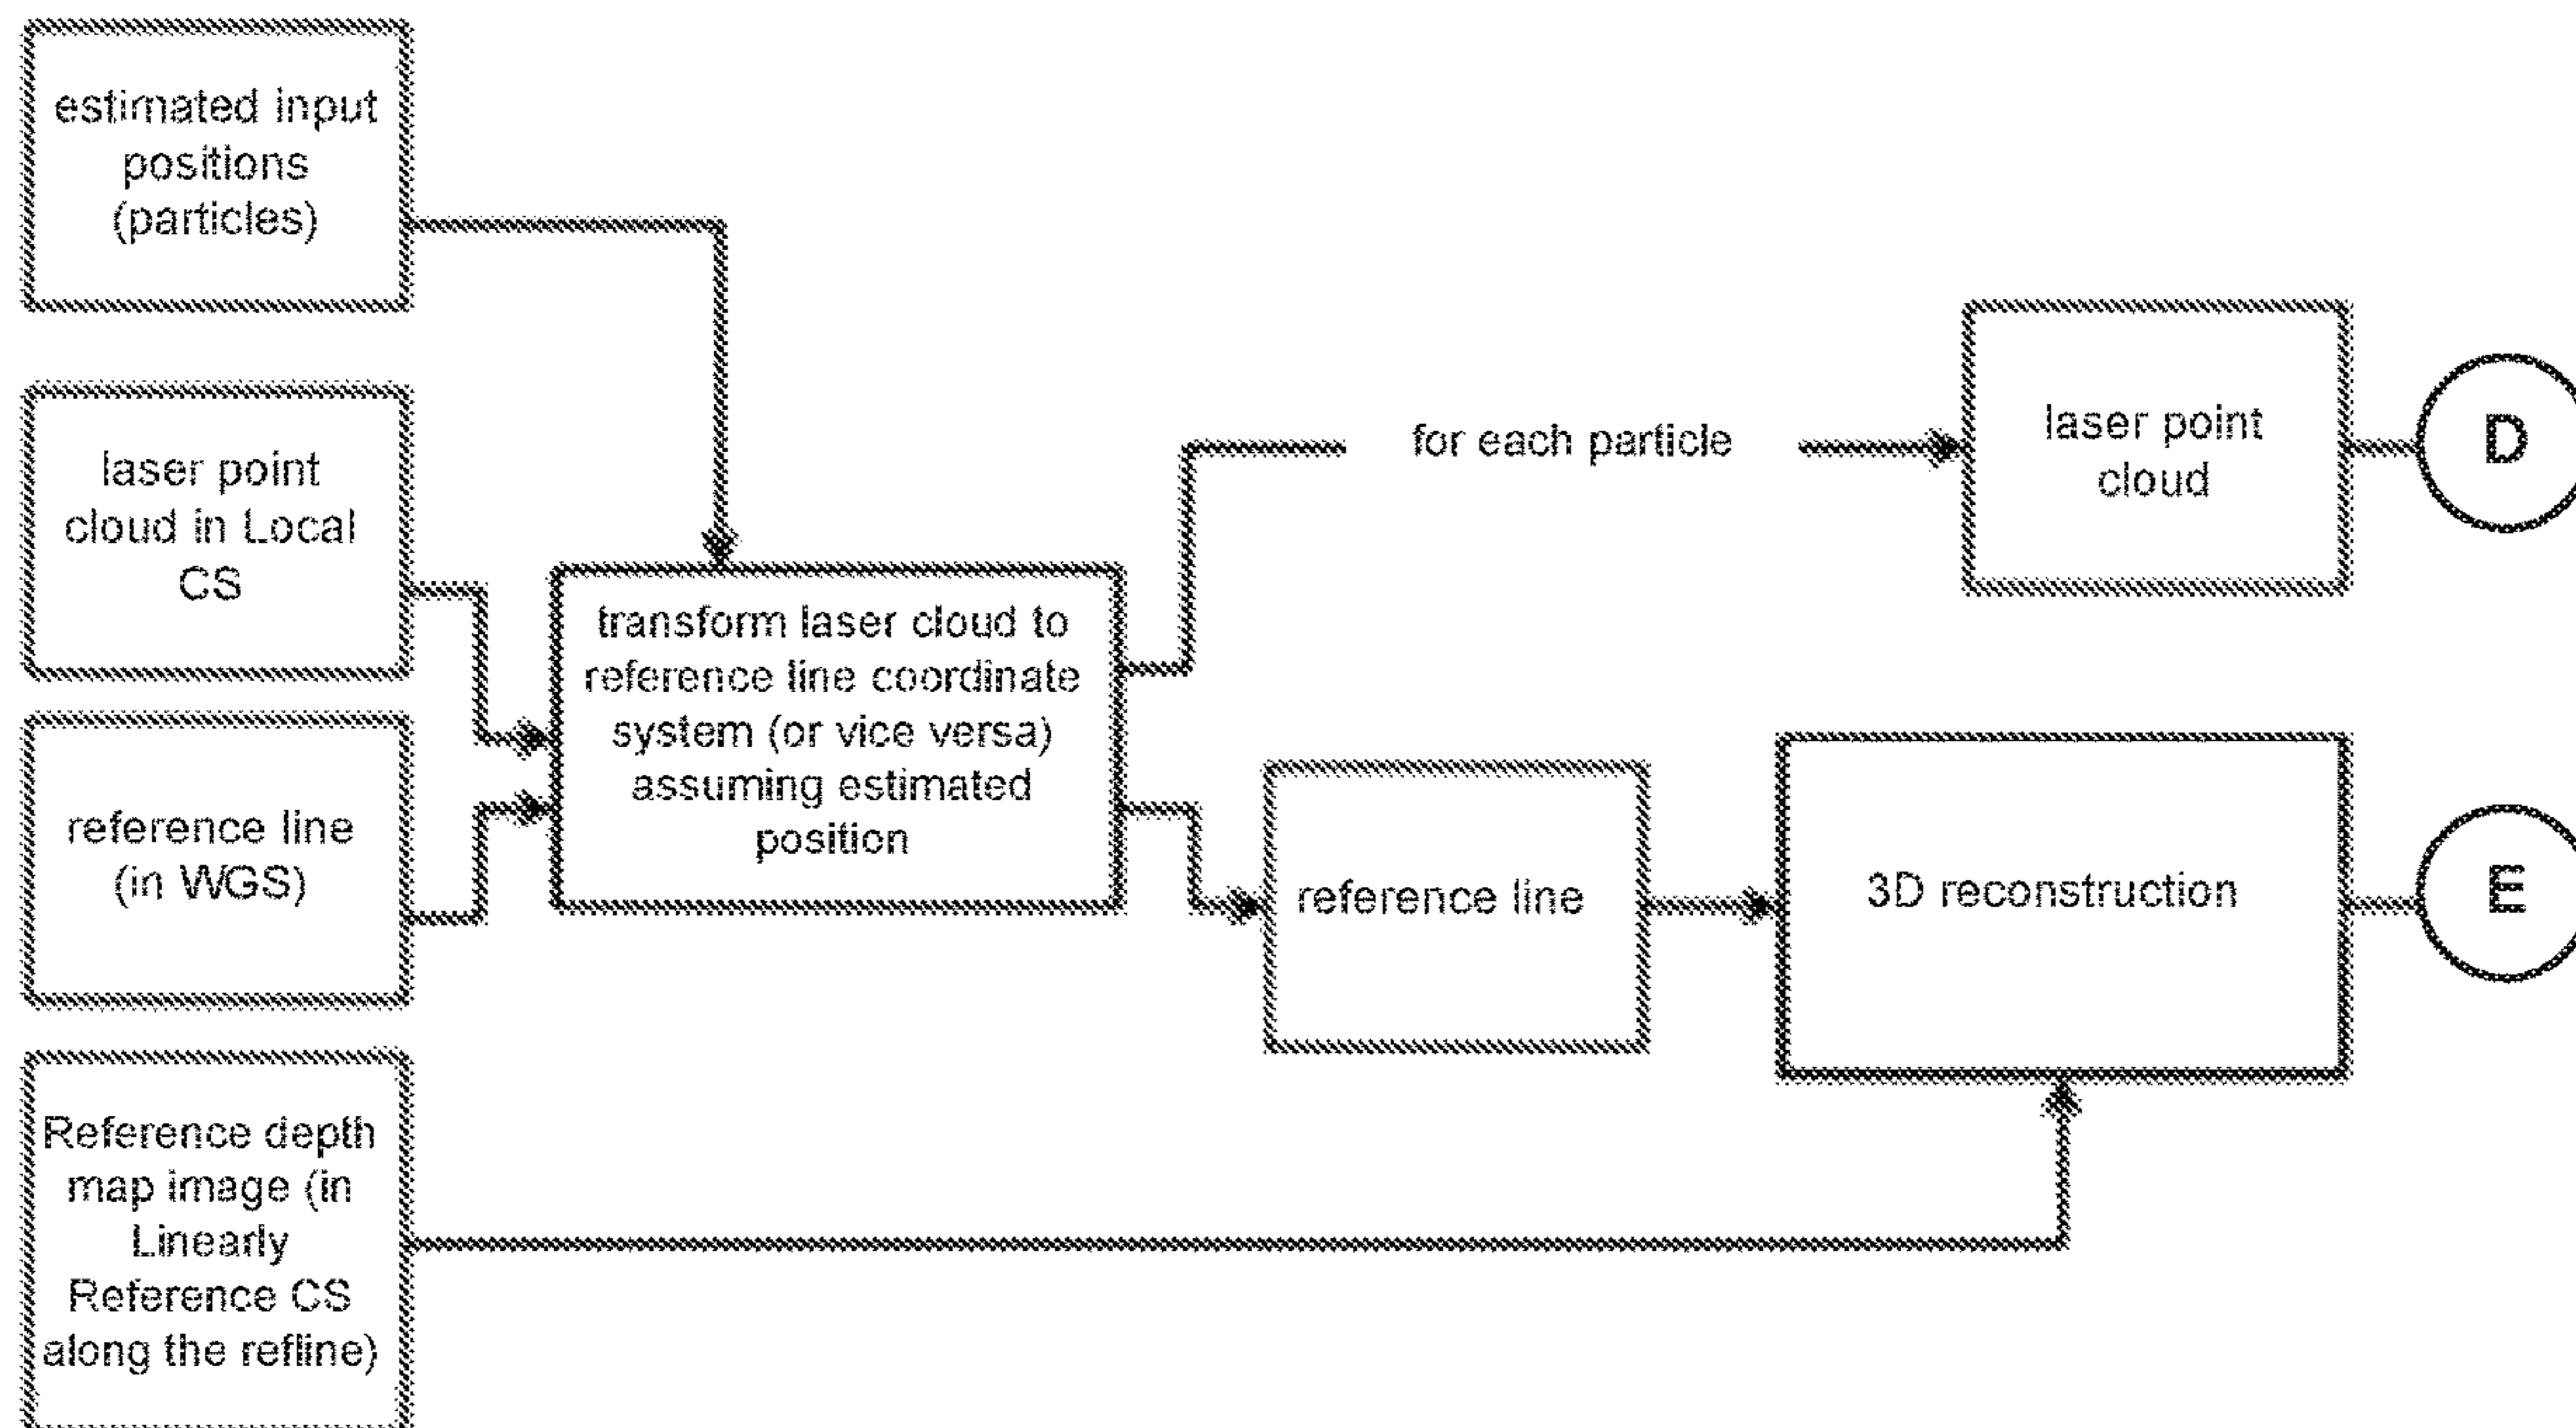 estimated input
positions
(particles)
laser point
cloud in Local
CS
reference line
(in WGS)
Reference depth
map image (in
Linearly
Reference CS
along the refline)
transform laser cloud to
reference line coordinate
system (or vice versa)
assuming estimated
position
for each particle
laser point
cloud
D
reference line
3D reconstruction
E